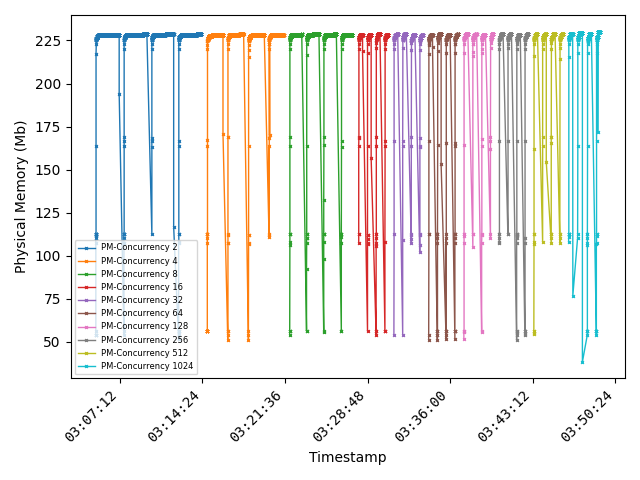 Physical Memory (Mb)
225
200
175
150
125
100
75
50
PM-Concurrency 2
PM-Concurrency 4
PM-Concurrency 8
PM-Concurrency 16
PM-Concurrency 32
PM-Concurrency 64
PM-Concurrency 128
PM-Concurrency 256
PM-Concurrency 512
PM-Concurrency 1024
03:07:12
03:14:24
03:21:36
03:28:48
03:36:00
03:43:12
03:50:24
Timestamp